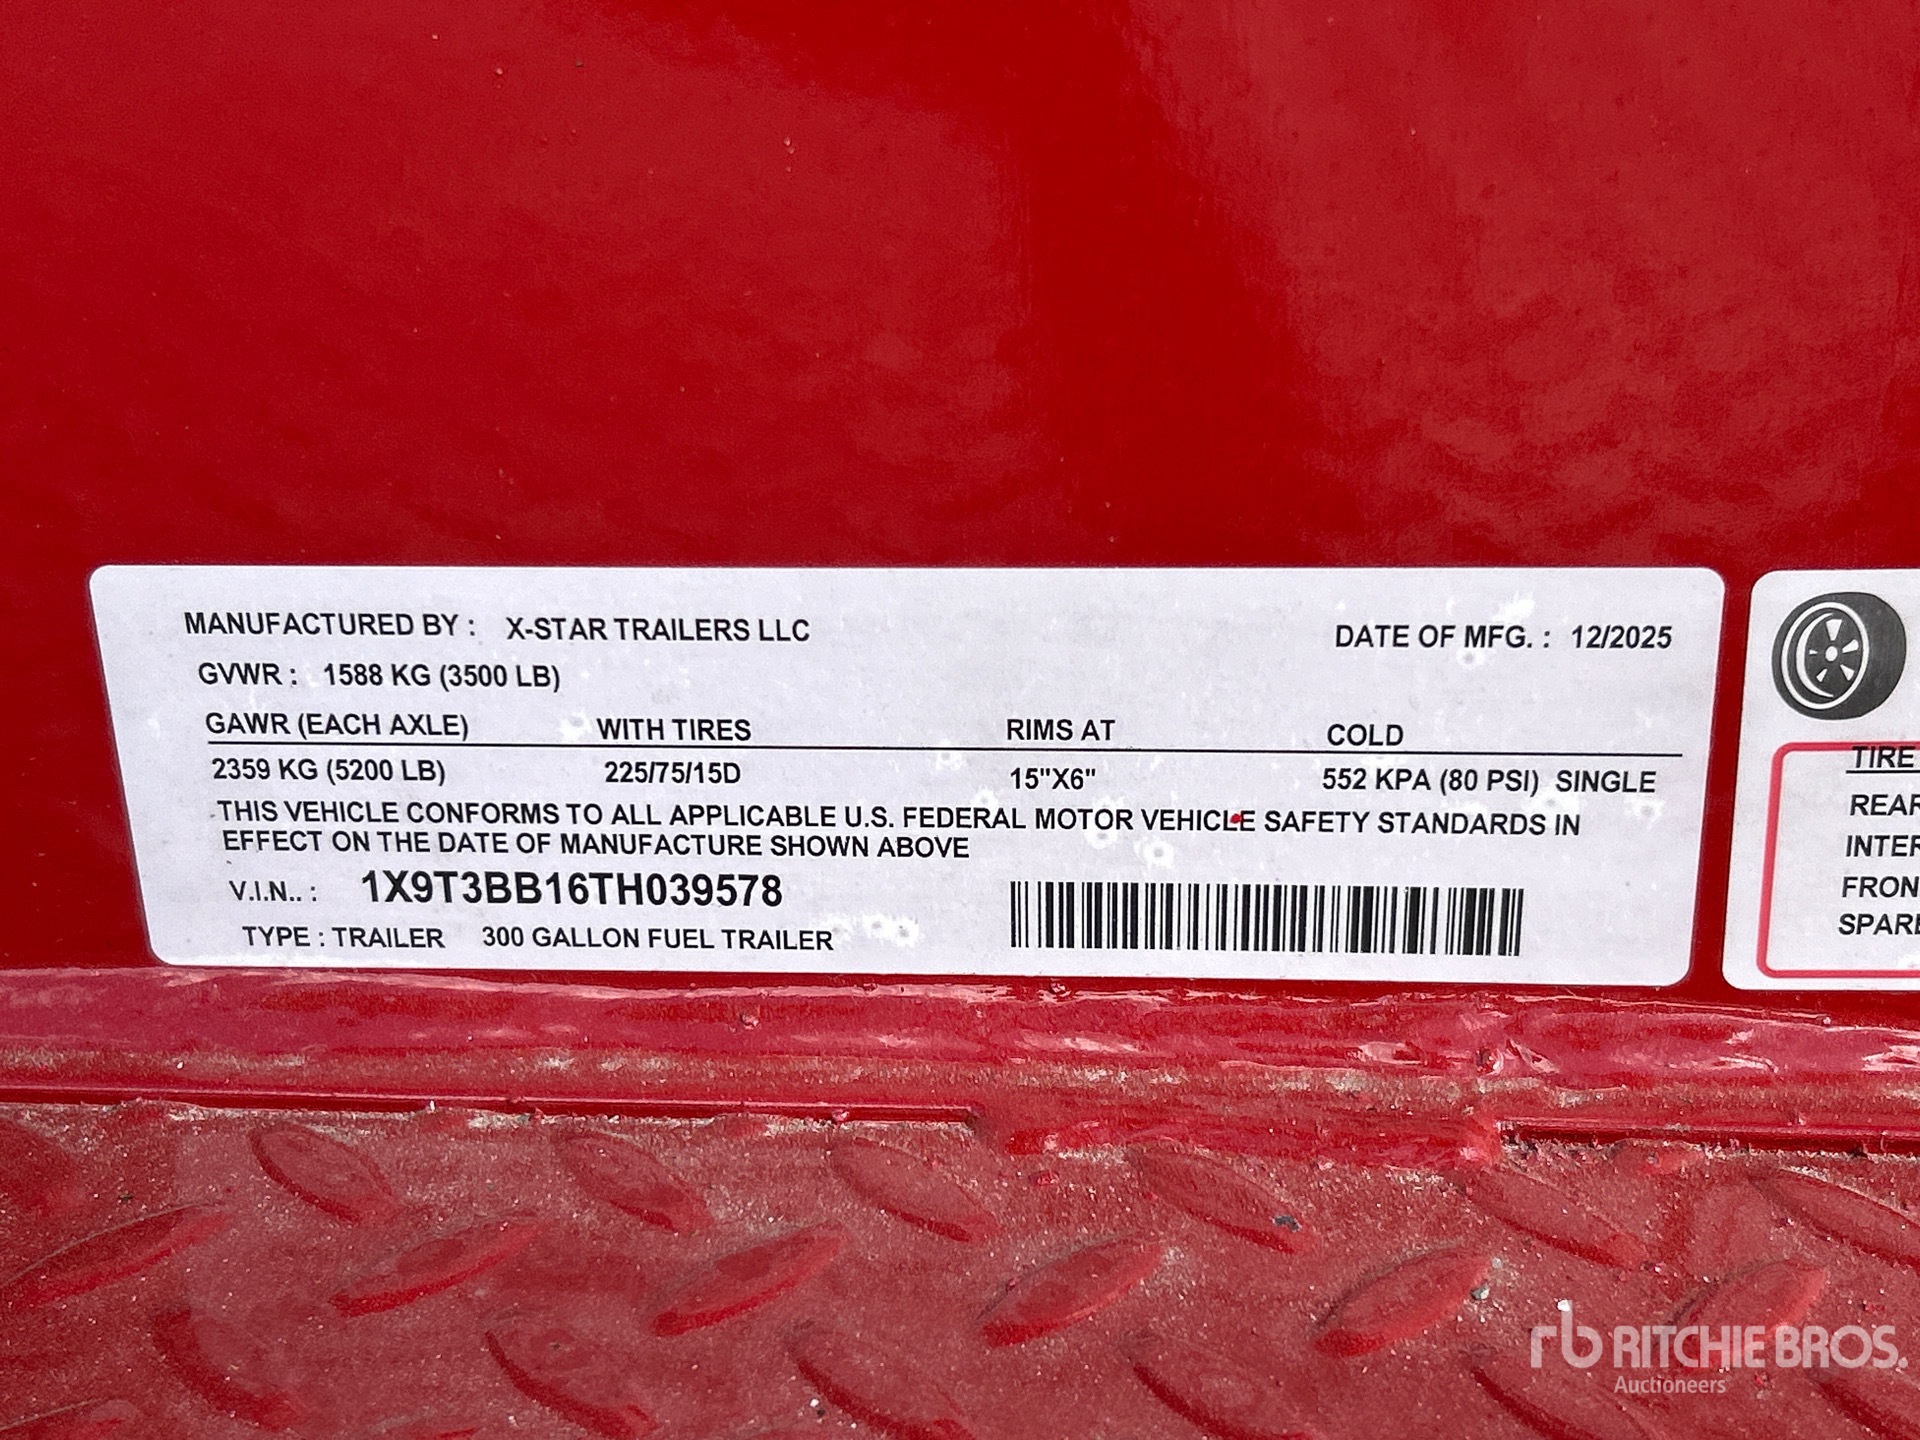 MANUFACTURED BY : X-STAR TRAILERS LLC DATE OF MFG. : 12/2025
GVWR : 1588 KG (3500 LB)
GAWR (EACH AXLE) WITH TIRES RIMS AT COLD
2359 KG (5200 LB) 225/75/15D 15"X6" 552 KPA (80 PSI) SINGLE
THIS VEHICLE CONFORMS TO ALL APPLICABLE U.S. FEDERAL MOTOR VEHICLE SAFETY STANDARDS IN
EFFECT ON THE DATE OF MANUFACTURE SHOWN ABOVE
V.I.N.. : 1X9T3BB16TH039578
TYPE : TRAILER 300 GALLON FUEL TRAILER
TIRE
REAR
INTER
FRON
SPARE
rb RITCHIE BROS.
Auctioneers